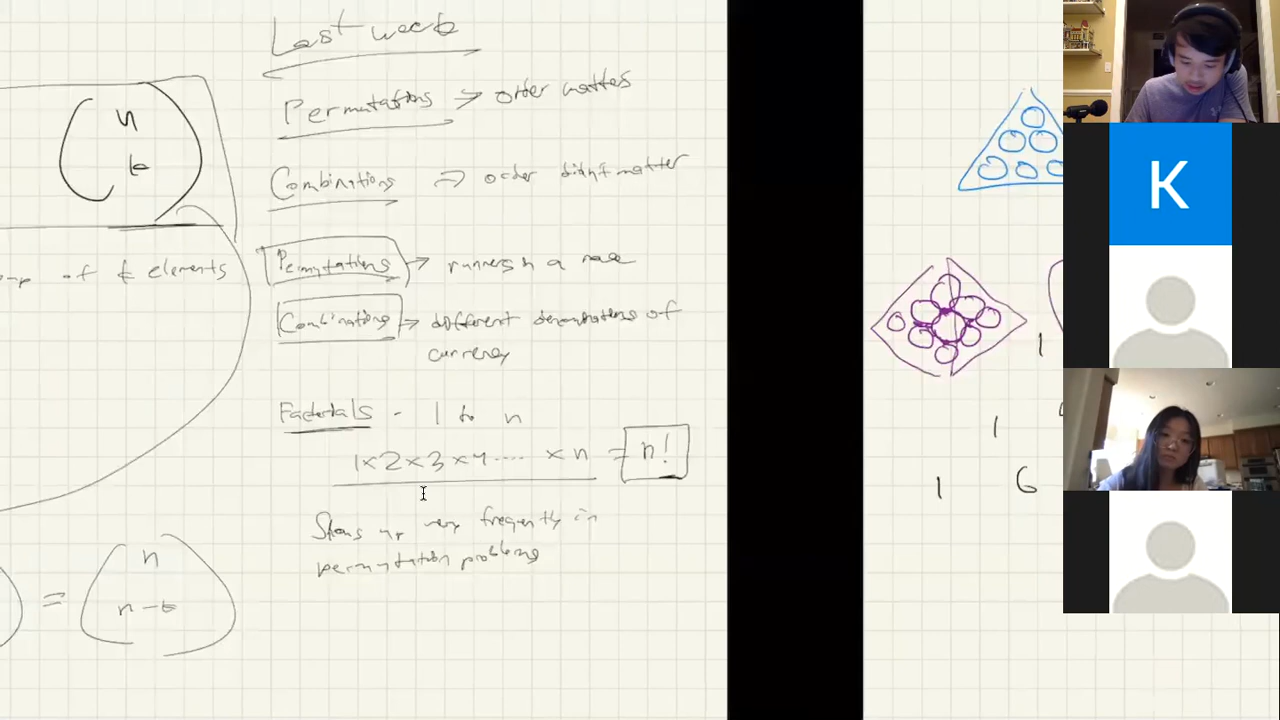 Last week
Permutations → order matters
Combinations ⇒ order didn't matter
n
k
of k elements
Permutations → runners in a race
Combinations → different denominations of
currency
Factorials - 1 to n
1×2×3×4.... ×n = n!
Shows up very frequently in
permutation problems
= n
n-k
1
1
1 6
K